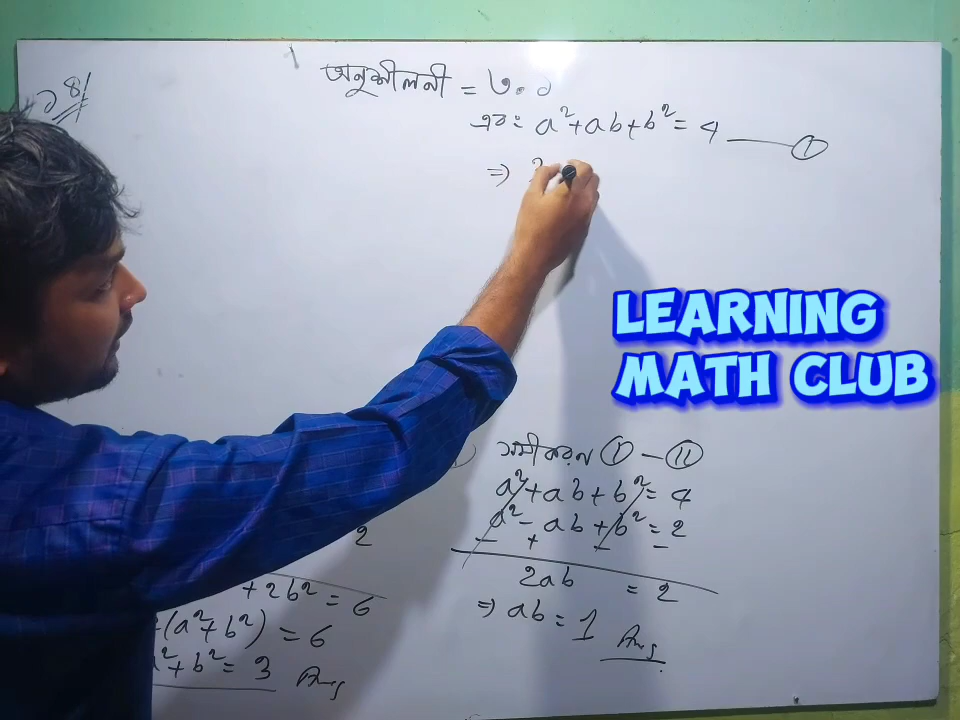 ১৪/
অনুশীলনী = ৩.১
এবং a²+ab+b² = 4 —— ①
⇒
LEARNING
MATH CLUB
সমীকরণ ① – ⑪
a²+ab+b² = 4
a²- ab+b² = 2
- + - -
2ab = 2
⇒ ab = 1 Ans
2
+2b² = 6
(a²+b²) = 6
²+b² = 3 Ans